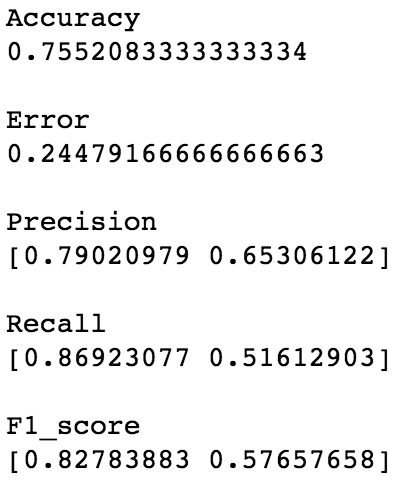 Accuracy
0.7552083333333334
Error
0.24479166666666663
Precision
[0.79020979 0.65306122]
Recall
[0.86923077 0.51612903]
F1_score
[0.82783883 0.57657658]